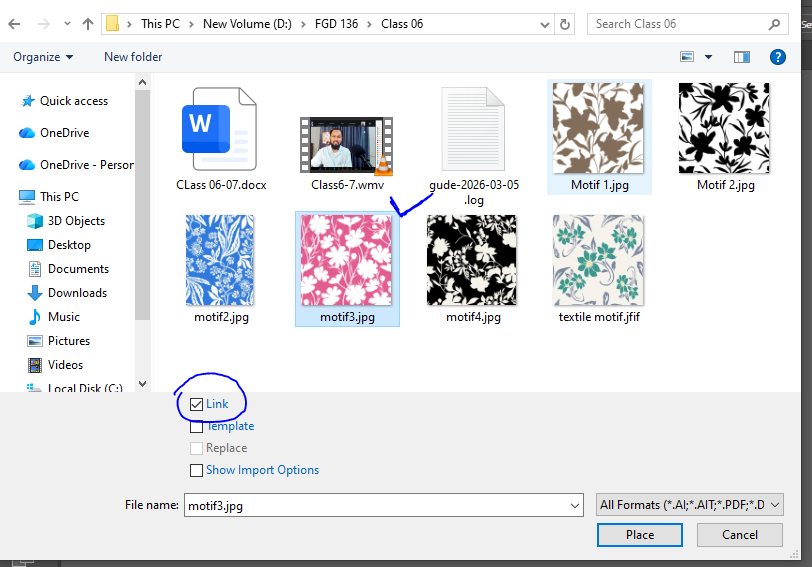 This PC > New Volume (D:) > FGD 136 > Class 06
Search Class 06
Se
Organize
New folder
Quick access
OneDrive
OneDrive - Person
This PC
3D Objects
Desktop
Documents
Downloads
Music
Pictures
Videos
Local Disk (C:)
W
CLass 06-07.docx
Class6-7.wmv
gude-2026-03-05
.log
Motif 1.jpg
Motif 2.jpg
motif2.jpg
motif3.jpg
motif4.jpg
textile motif.jfif
Link
Template
Replace
Show Import Options
File name:
motif3.jpg
All Formats (*.AI;*.AIT;*.PDF;*.D
Place
Cancel